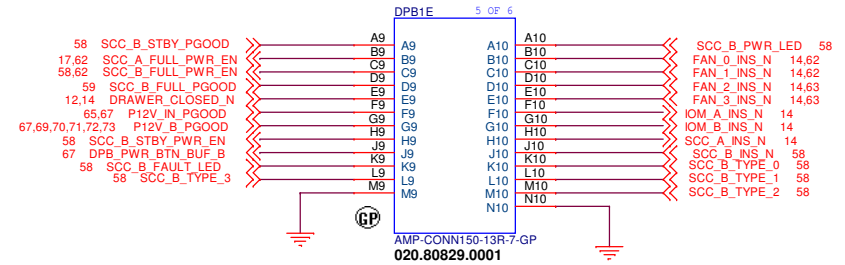 DPB1E 5 OF 6
58 SCC_B_STBY_PGOOD A9 A9 A10 A10 SCC_B_PWR_LED 58
17,62 SCC_A_FULL_PWR_EN B9 B9 B10 B10 FAN_0_INS_N 14,62
58,62 SCC_B_FULL_PWR_EN C9 C9 C10 C10 FAN_1_INS_N 14,62
59 SCC_B_FULL_PGOOD D9 D9 D10 D10 FAN_2_INS_N 14,63
12,14 DRAWER_CLOSED_N E9 E9 E10 E10 FAN_3_INS_N 14,63
65,67 P12V_IN_PGOOD F9 F9 F10 F10 IOM_A_INS_N 14
67,69,70,71,72,73 P12V_B_PGOOD G9 G9 G10 G10 IOM_B_INS_N 14
58 SCC_B_STBY_PWR_EN H9 H9 H10 H10 SCC_A_INS_N 14
67 DPB_PWR_BTN_BUF_B J9 J9 J10 J10 SCC_B_INS_N 58
58 SCC_B_FAULT_LED K9 K9 K10 K10 SCC_B_TYPE_0 58
58 SCC_B_TYPE_3 L9 L9 L10 L10 SCC_B_TYPE_1 58
M9 M9 M10 M10 SCC_B_TYPE_2 58
N10 N10
GP
AMP-CONN150-13R-7-GP
020.80829.0001